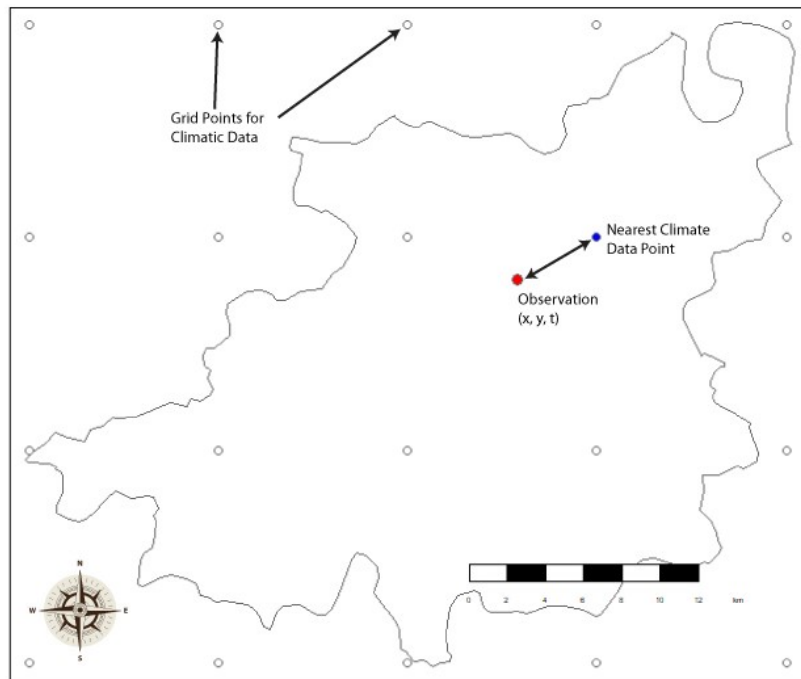 Grid Points for
Climatic Data
Nearest Climate
Data Point
Observation
(x, y, t)
N
W
E
S
0 2 4 6 8 10 12 km